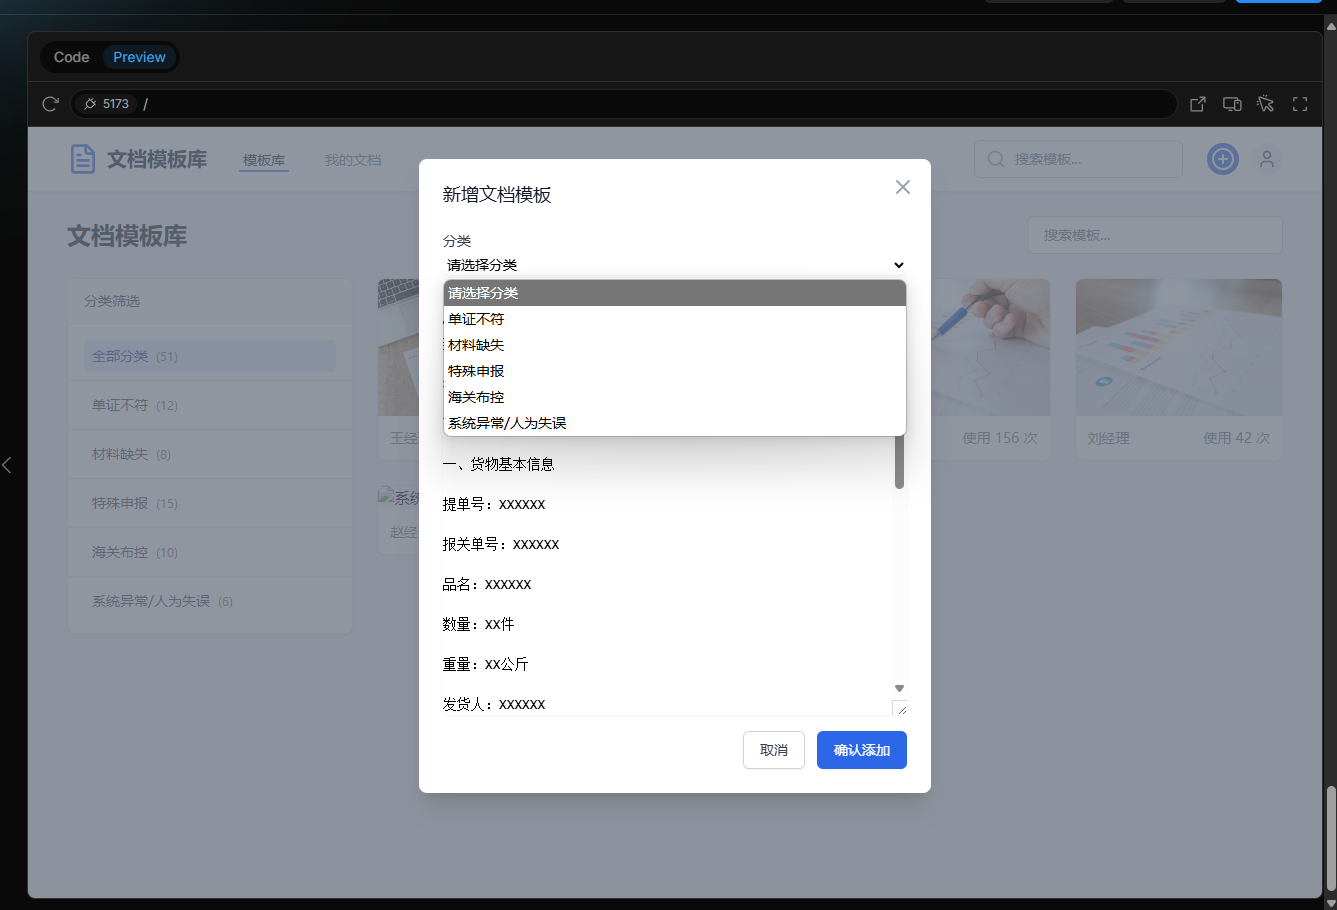 Code Preview
5173 /
文档模板库 模板库 我的文档 搜索模板...
文档模板库 搜索模板...
分类筛选
全部分类 (51)
单证不符 (12)
材料缺失 (8)
特殊申报 (15)
海关布控 (10)
系统异常/人为失误 (6)
使用 156 次
刘经理 使用 42 次
新增文档模板
分类
请选择分类
请选择分类
单证不符
材料缺失
特殊申报
海关布控
系统异常/人为失误
一、货物基本信息
提单号：XXXXXX
报关单号：XXXXXX
品名：XXXXXX
数量：XX件
重量：XX公斤
发货人：XXXXXX
取消 确认添加